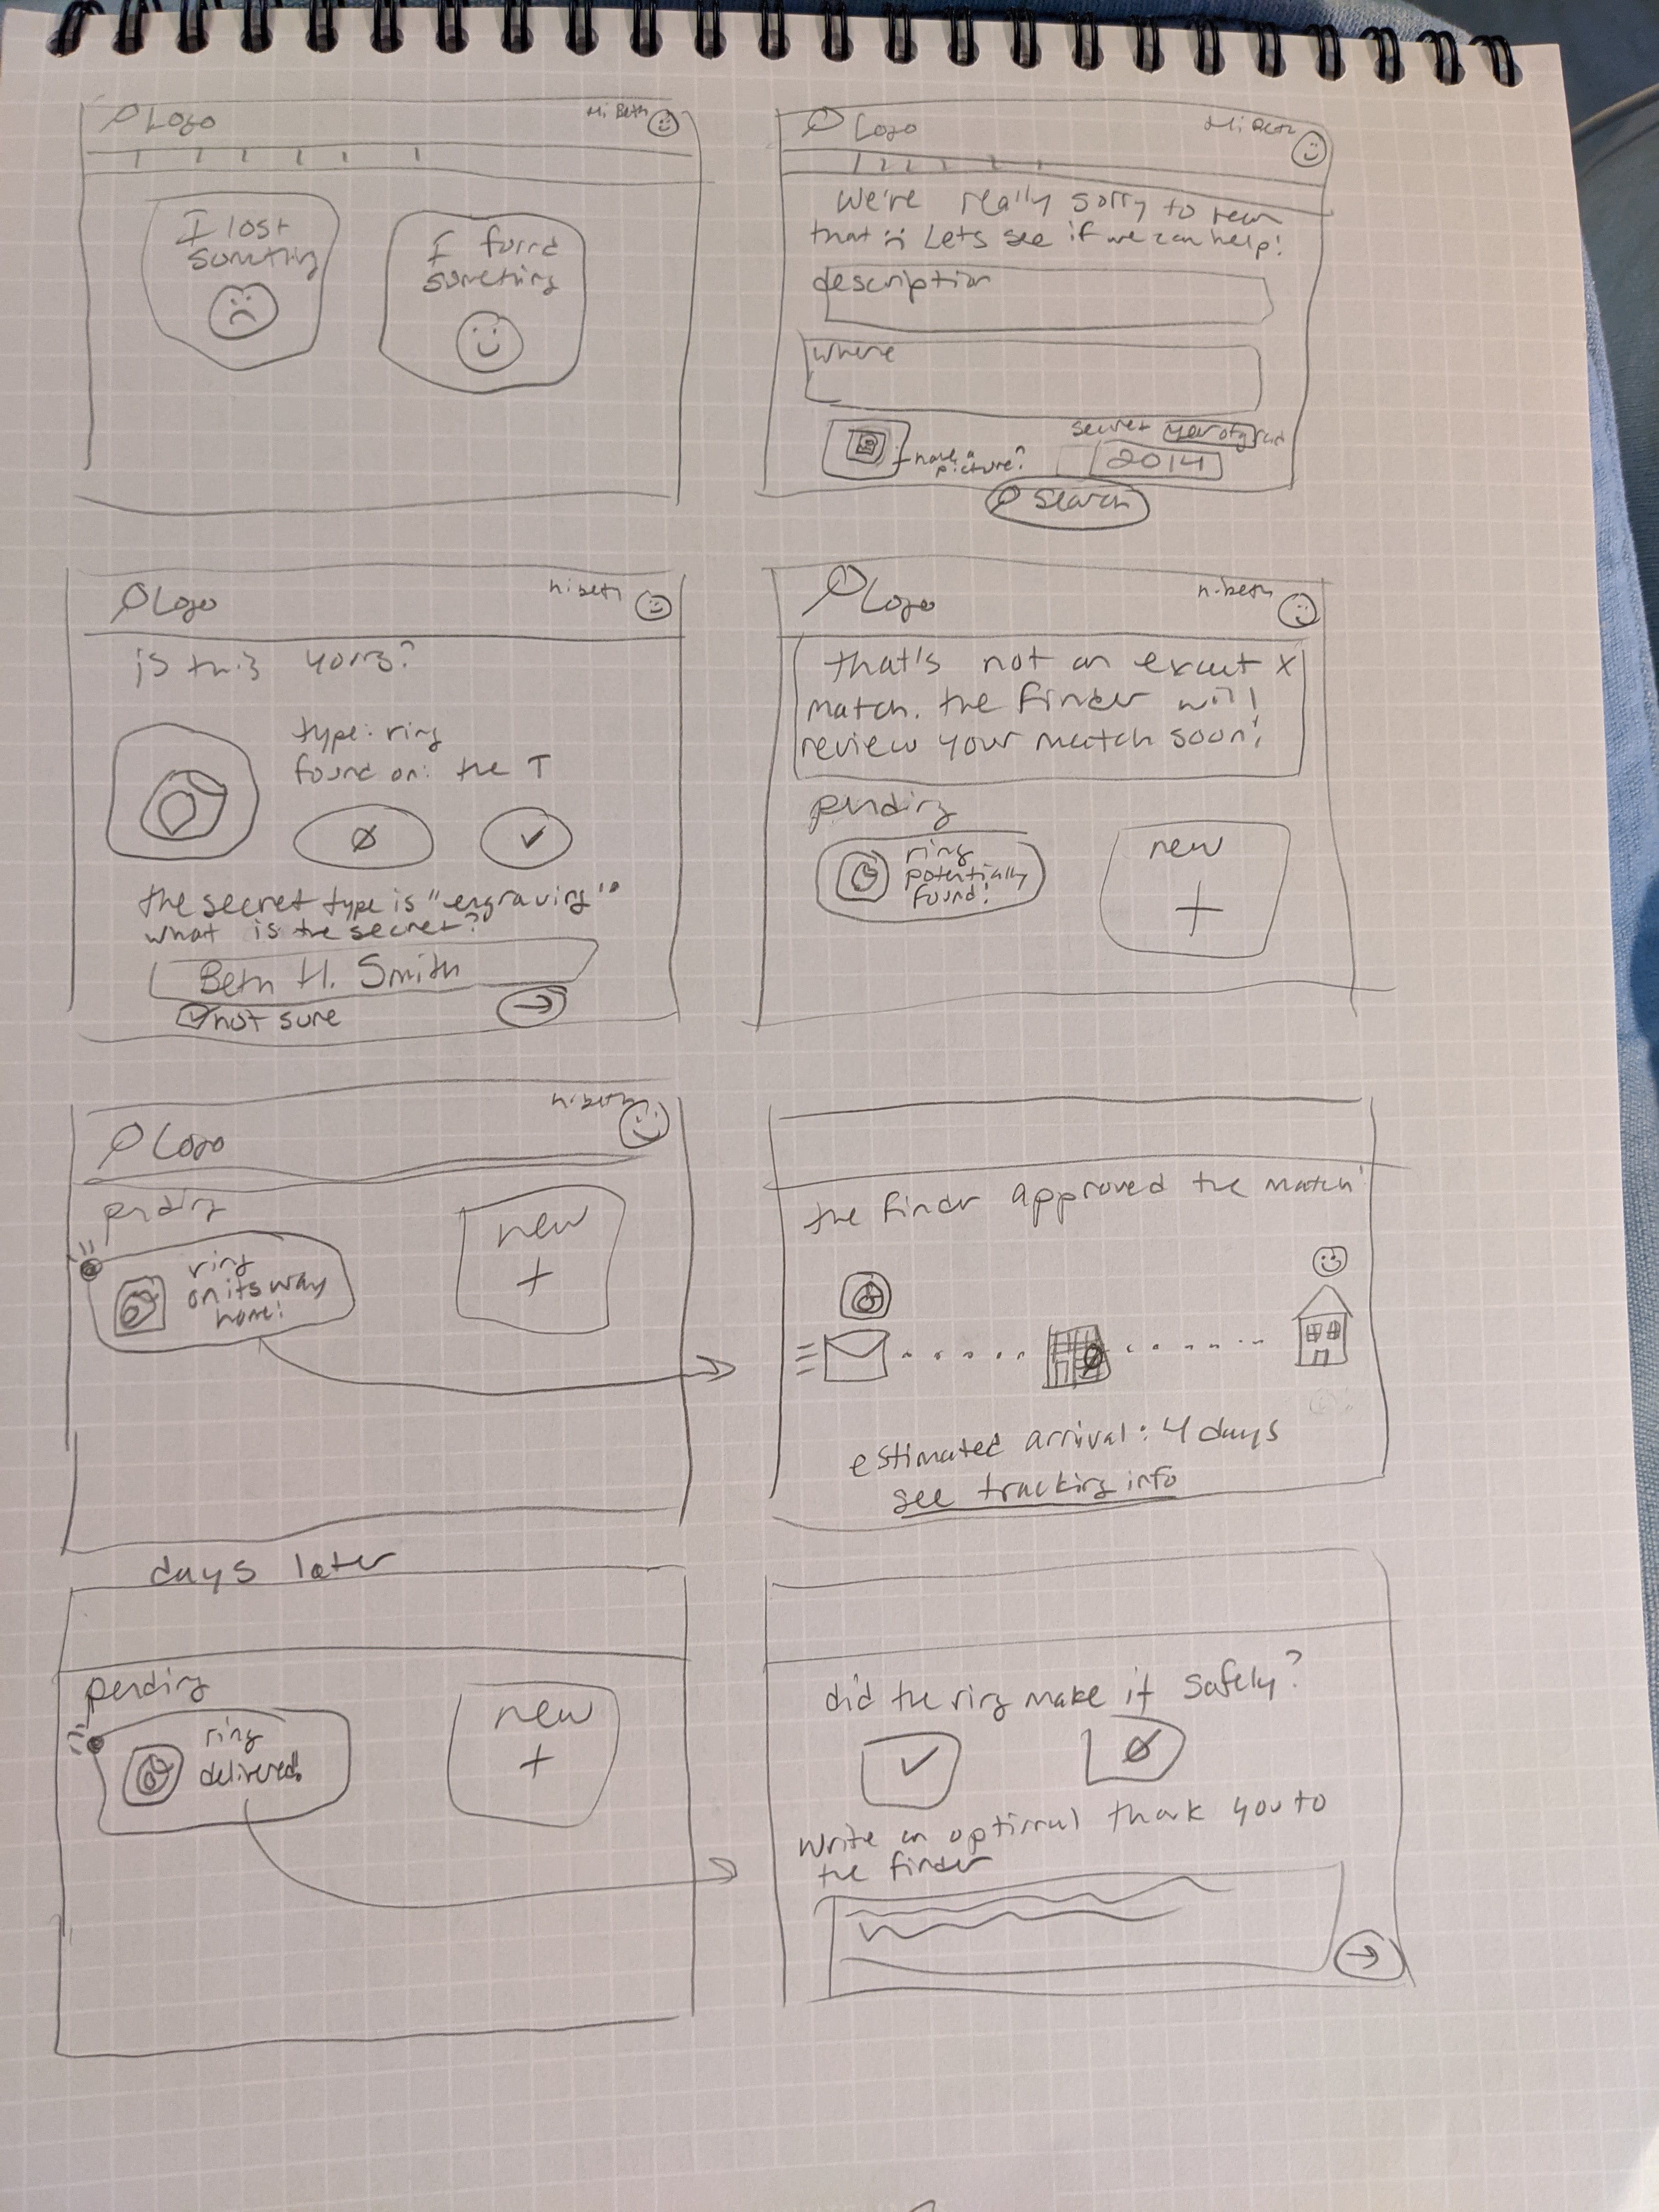 Logo
Hi Beth
I lost
something
I found
something
Logo
Hi Beth
We're really sorry to hear
that :( Lets see if we can help!
description
where
have a
picture?
secret year of grad
2014
search
Logo
hi beth
is this yours?
type: ring
found on: the T
the secret type is "engraving".
what is the secret?
Beth H. Smith
not sure
Logo
hi beth
that's not an exact x
match. the finder will
review your match soon!
pending
ring
potentially
found!
new
+
Logo
hi beth
pending
ring
on its way
home!
new
+
the finder approved the match!
estimated arrival: 4 days
see tracking info
days later
pending
ring
delivered!
new
+
did the ring make it safely?
write an optional thank you to
the finder